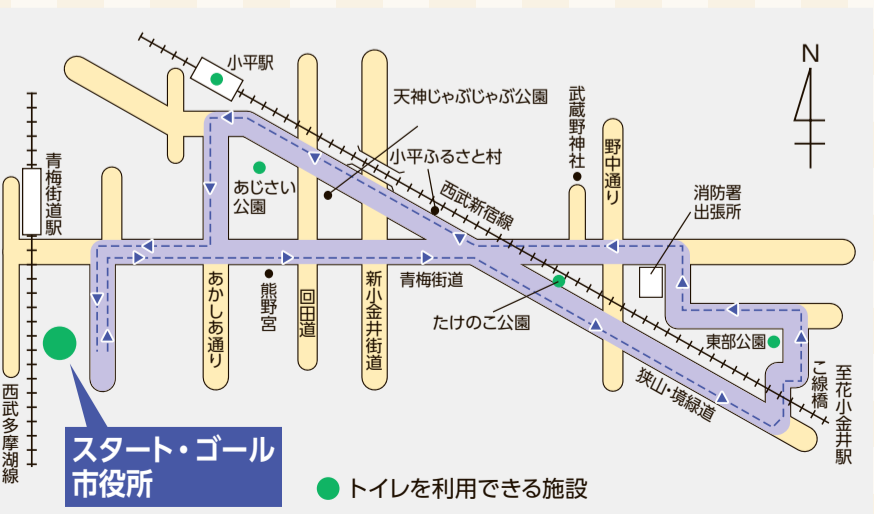 小平駅
N
天神じゃぶじゃぶ公園
武蔵野神社
野中通り
小平ふるさと村
青梅街道駅
あじさい
公園
西武新宿線
消防署
出張所
あかしあ通り
熊野宮
回田道
新小金井街道
青梅街道
たけのこ公園
東部公園
こ線橋
至花小金井駅
狭山・境緑道
西武多摩湖線
スタート・ゴール
市役所
トイレを利用できる施設